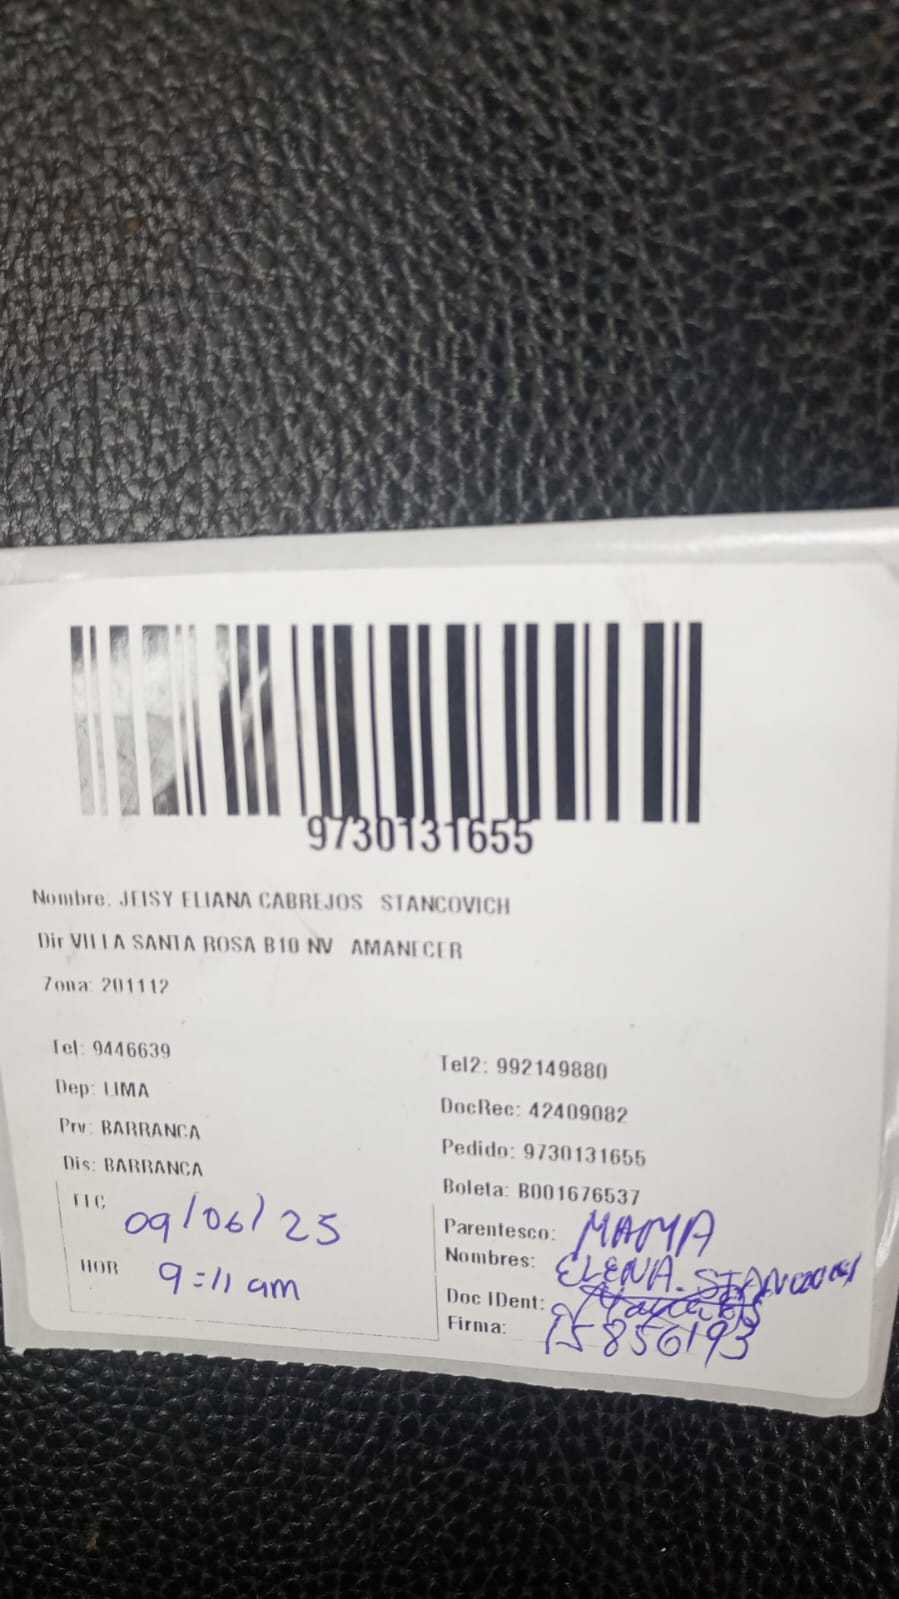 9730131655
Nombre: JEISY ELIANA CABREJOS STANCOVICH
Dir VILLA SANTA ROSA B10 NV AMANECER
Zona: 201112
Tel: 9446639
Dep: LIMA
Prv: BARRANCA
Dis: BARRANCA
Tel2: 992149880
DocRec: 42409082
Pedido: 9730131655
Boleta: B001676537
FEC 09/06/25
HOR 9:11 am
Parentesco: MAMA
Nombres: ELENA.
Doc IDent:
Firma: 15856193